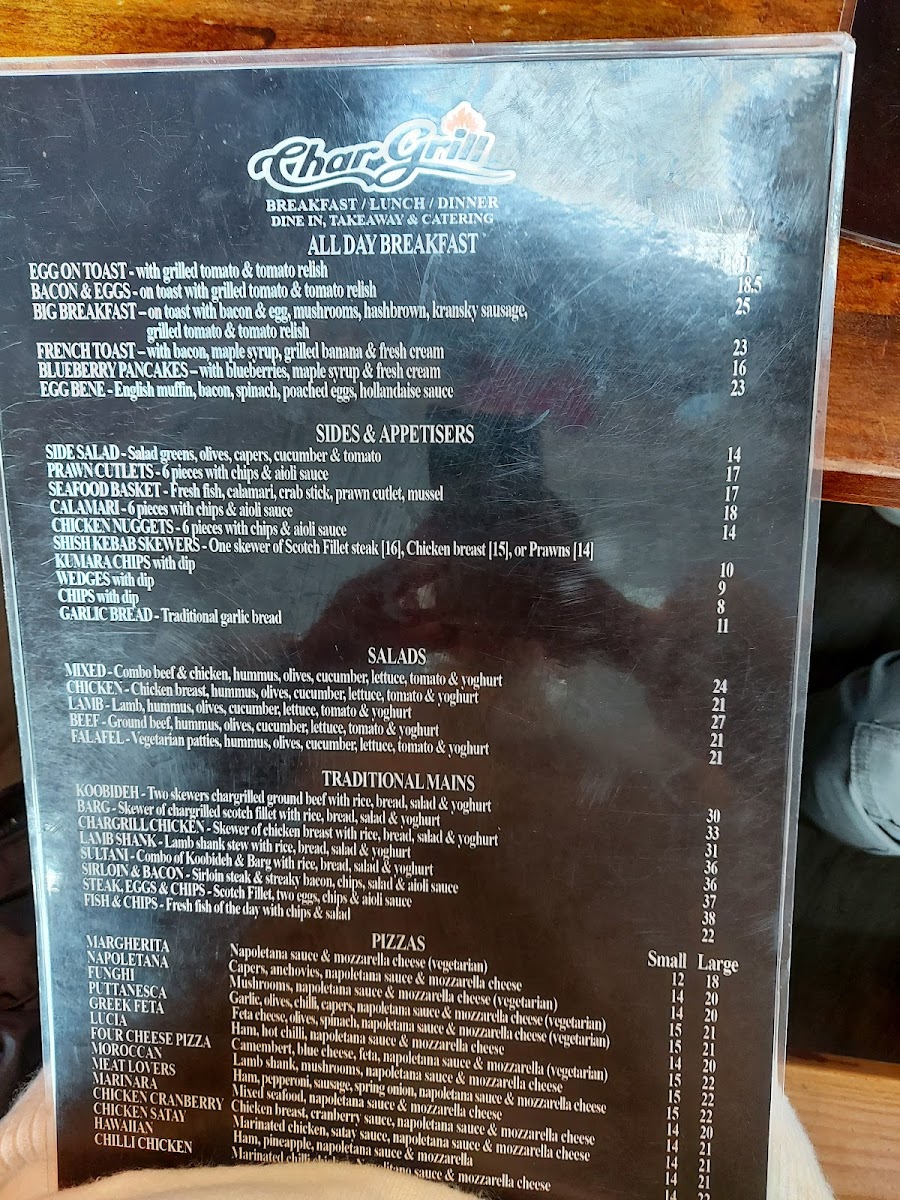 Char Grill
BREAKFAST / LUNCH / DINNER
DINE IN, TAKEAWAY & CATERING
ALL DAY BREAKFAST
EGG ON TOAST - with grilled tomato & tomato relish
BACON & EGGS - on toast with grilled tomato & tomato relish 18.5
BIG BREAKFAST – on toast with bacon & egg, mushrooms, hashbrown, kransky sausage, 25
grilled tomato & tomato relish
FRENCH TOAST – with bacon, maple syrup, grilled banana & fresh cream 23
BLUEBERRY PANCAKES – with blueberries, maple syrup & fresh cream 16
EGG BENE - English muffin, bacon, spinach, poached eggs, hollandaise sauce 23
SIDES & APPETISERS
SIDE SALAD - Salad greens, olives, capers, cucumber & tomato 14
PRAWN CUTLETS - 6 pieces with chips & aioli sauce 17
SEAFOOD BASKET - Fresh fish, calamari, crab stick, prawn cutlet, mussel 17
CALAMARI - 6 pieces with chips & aioli sauce 18
CHICKEN NUGGETS - 6 pieces with chips & aioli sauce 14
SHISH KEBAB SKEWERS - One skewer of Scotch Fillet steak [16], Chicken breast [15], or Prawns [14]
KUMARA CHIPS with dip 10
WEDGES with dip 9
CHIPS with dip 8
GARLIC BREAD - Traditional garlic bread 11
SALADS
MIXED - Combo beef & chicken, hummus, olives, cucumber, lettuce, tomato & yoghurt 24
CHICKEN - Chicken breast, hummus, olives, cucumber, lettuce, tomato & yoghurt 21
LAMB - Lamb, hummus, olives, cucumber, lettuce, tomato & yoghurt 27
BEEF - Ground beef, hummus, olives, cucumber, lettuce, tomato & yoghurt 21
FALAFEL - Vegetarian patties, hummus, olives, cucumber, lettuce, tomato & yoghurt 21
TRADITIONAL MAINS
KOOBIDEH - Two skewers chargrilled ground beef with rice, bread, salad & yoghurt 30
BARG - Skewer of chargrilled scotch fillet with rice, bread, salad & yoghurt 33
CHARGRILL CHICKEN - Skewer of chicken breast with rice, bread, salad & yoghurt 31
LAMB SHANK - Lamb shank stew with rice, bread, salad & yoghurt 36
SULTANI - Combo of Koobideh & Barg with rice, bread, salad & yoghurt 36
SIRLOIN & BACON - Sirloin steak & streaky bacon, chips, salad & aioli sauce 37
STEAK, EGGS & CHIPS - Scotch Fillet, two eggs, chips & aioli sauce 38
FISH & CHIPS - Fresh fish of the day with chips & salad 22
PIZZAS Small Large
MARGHERITA Napoletana sauce & mozzarella cheese (vegetarian) 12 18
NAPOLETANA Capers, anchovies, napoletana sauce & mozzarella cheese 14 20
FUNGHI Mushrooms, napoletana sauce & mozzarella cheese (vegetarian) 14 20
PUTTANESCA Garlic, olives, chilli, capers, napoletana sauce & mozzarella cheese (vegetarian) 15 21
GREEK FETA Feta cheese, olives, spinach, napoletana sauce & mozzarella cheese (vegetarian) 15 21
LUCIA Ham, hot chilli, napoletana sauce & mozzarella cheese 14 20
FOUR CHEESE PIZZA Camembert, blue cheese, feta, napoletana sauce & mozzarella (vegetarian) 15 22
MOROCCAN Lamb shank, mushrooms, napoletana sauce & mozzarella cheese 15 22
MEAT LOVERS Ham, pepperoni, sausage, spring onion, napoletana sauce & mozzarella cheese 15 22
MARINARA Mixed seafood, napoletana sauce & mozzarella cheese 14 20
CHICKEN CRANBERRY Chicken breast, cranberry sauce, napoletana sauce & mozzarella cheese 14 21
CHICKEN SATAY Marinated chicken, satay sauce, napoletana sauce & mozzarella cheese 14 21
HAWAIIAN Ham, pineapple, napoletana sauce & mozzarella 14 21
CHILLI CHICKEN Marinated chilli chicken, Napolitano sauce & mozzarella cheese 14 22